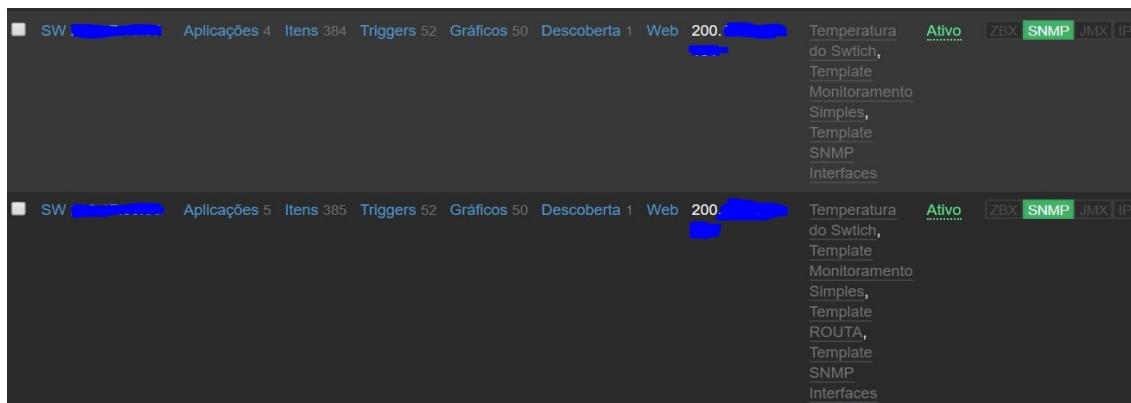 SW Aplicações 4 Itens 384 Triggers 52 Gráficos 50 Descoberta 1 Web 200. Temperatura Ativo ZBX SNMP JMX IP
do Swtich,
Template
Monitoramento
Simples,
Template
SNMP
Interfaces
SW Aplicações 5 Itens 385 Triggers 52 Gráficos 50 Descoberta 1 Web 200. Temperatura Ativo ZBX SNMP JMX IP
do Swtich,
Template
Monitoramento
Simples,
Template
ROUTA,
Template
SNMP
Interfaces